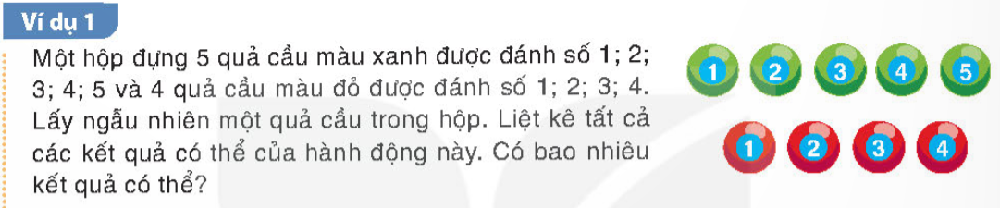 Ví dụ 1
Một hộp đựng 5 quả cầu màu xanh được đánh số 1; 2;
3; 4; 5 và 4 quả cầu màu đỏ được đánh số 1; 2; 3; 4.
Lấy ngẫu nhiên một quả cầu trong hộp. Liệt kê tất cả
các kết quả có thể của hành động này. Có bao nhiêu
kết quả có thể?
1 2 3 4 5
1 2 3 4